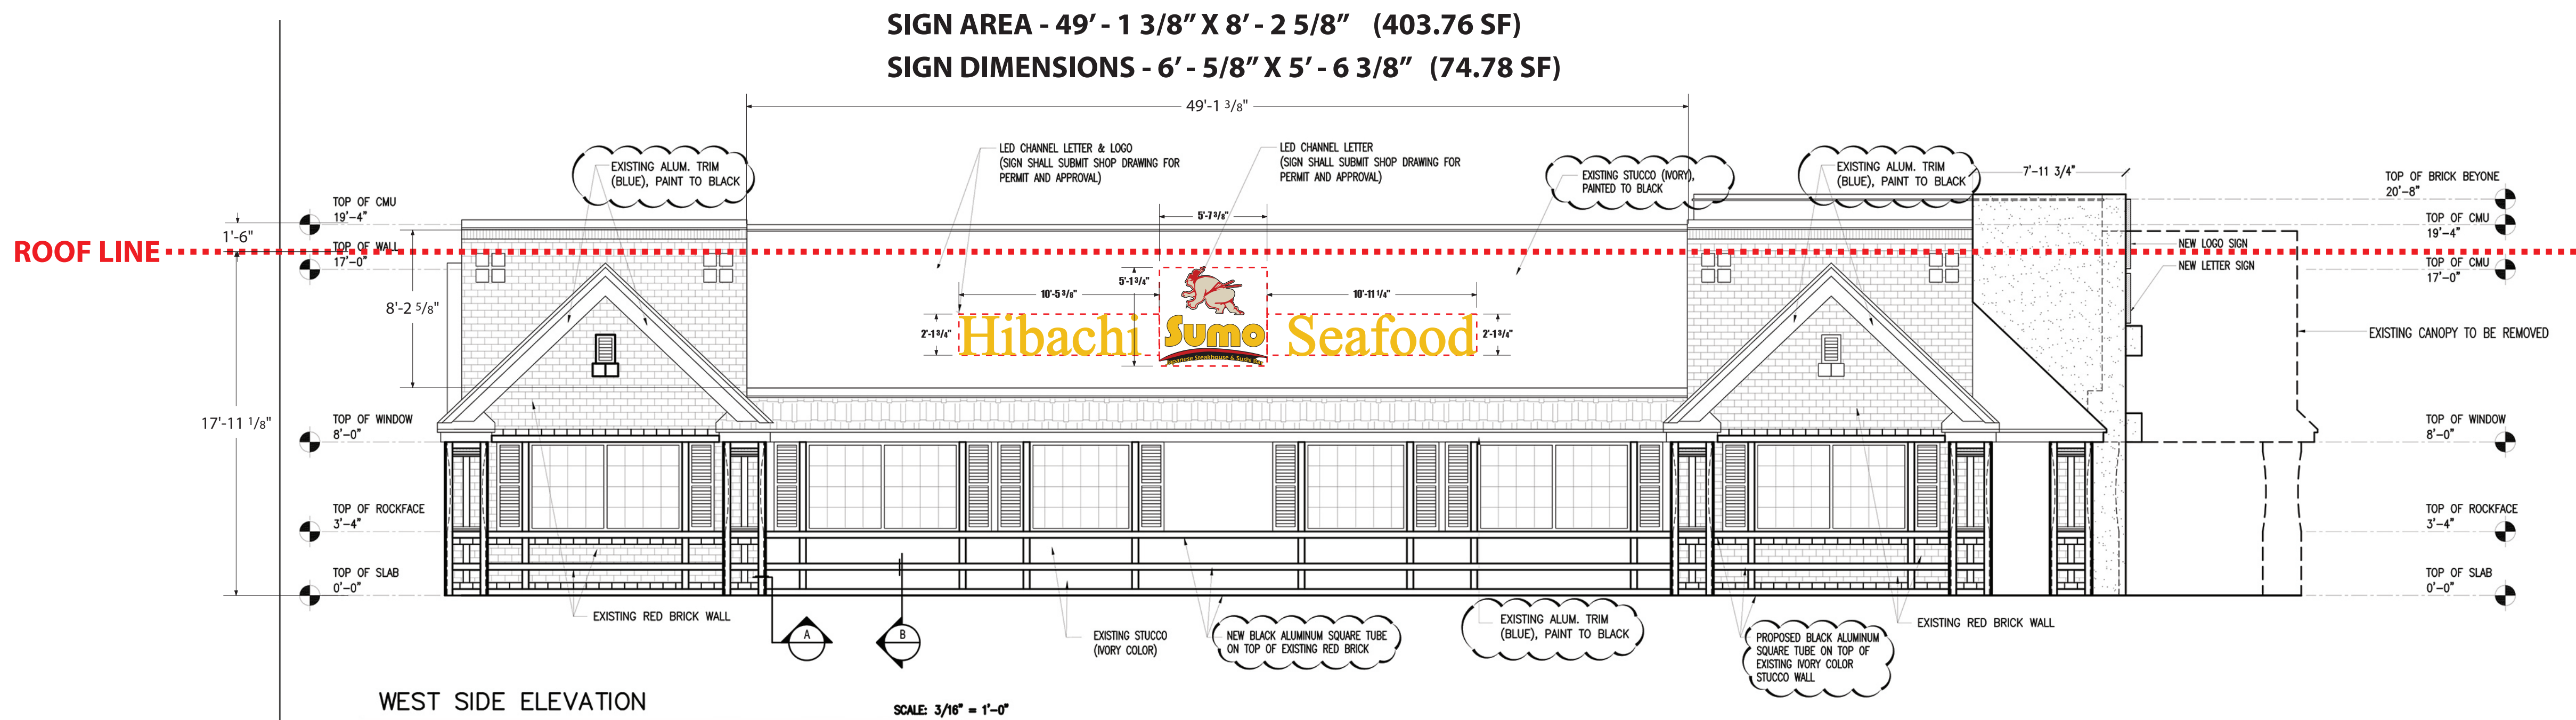 SIGN AREA - 49' - 1 3/8" X 8' - 2 5/8" (403.76 SF)
SIGN DIMENSIONS - 6' - 5/8" X 5' - 6 3/8" (74.78 SF)
49'-1 3/8"
LED CHANNEL LETTER & LOGO
(SIGN SHALL SUBMIT SHOP DRAWING FOR
PERMIT AND APPROVAL)
LED CHANNEL LETTER
(SIGN SHALL SUBMIT SHOP DRAWING FOR
PERMIT AND APPROVAL)
EXISTING ALUM. TRIM
(BLUE), PAINT TO BLACK
EXISTING STUCCO (IVORY),
PAINTED TO BLACK
EXISTING ALUM. TRIM
(BLUE), PAINT TO BLACK
7'-11 3/4"
TOP OF BRICK BEYONE
20'-8"
TOP OF CMU
19'-4"
TOP OF CMU
19'-4"
1'-6"
5'-7 3/8"
ROOF LINE
TOP OF WALL
17'-0"
NEW LOGO SIGN
NEW LETTER SIGN
TOP OF CMU
17'-0"
8'-2 5/8"
5'-1 3/4"
10'-5 3/8"
10'-11 1/4"
2'-1 3/4"
Hibachi
Sumo
Japanese Steakhouse & Sushi Bar
Seafood
2'-1 3/4"
EXISTING CANOPY TO BE REMOVED
17'-11 1/8"
TOP OF WINDOW
8'-0"
TOP OF WINDOW
8'-0"
TOP OF ROCKFACE
3'-4"
TOP OF ROCKFACE
3'-4"
TOP OF SLAB
0'-0"
TOP OF SLAB
0'-0"
EXISTING RED BRICK WALL
A
B
EXISTING STUCCO
(IVORY COLOR)
NEW BLACK ALUMINUM SQUARE TUBE
ON TOP OF EXISTING RED BRICK
EXISTING ALUM. TRIM
(BLUE), PAINT TO BLACK
PROPOSED BLACK ALUMINUM
SQUARE TUBE ON TOP OF
EXISTING IVORY COLOR
STUCCO WALL
EXISTING RED BRICK WALL
WEST SIDE ELEVATION
SCALE: 3/16" = 1'-0"